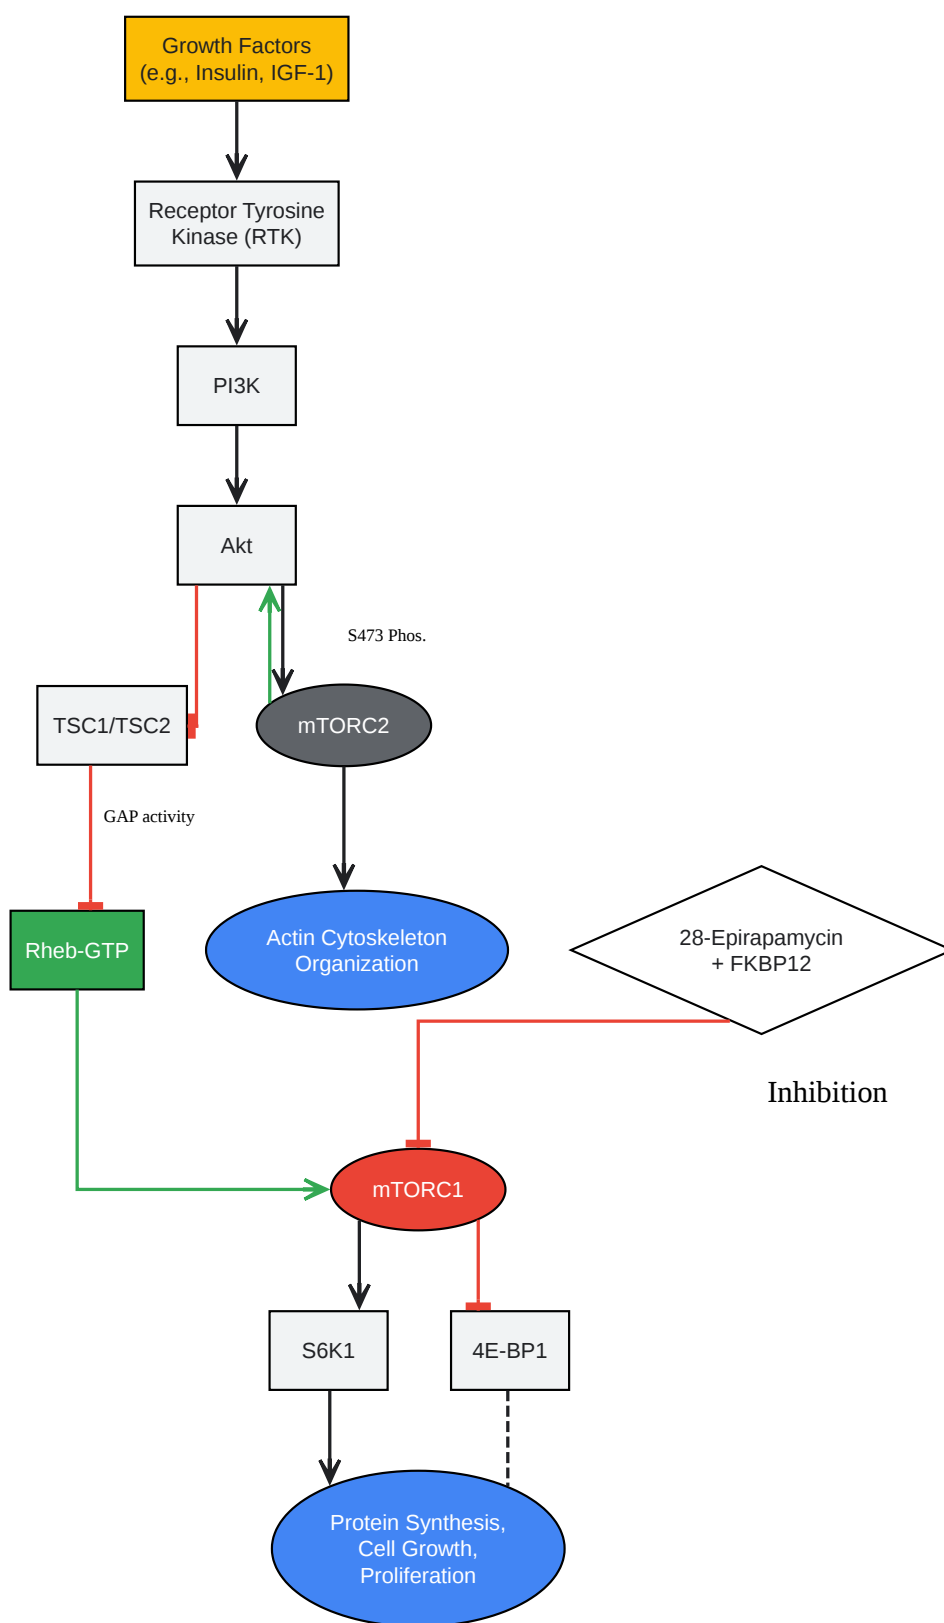 Growth Factors
(e.g., Insulin, IGF-1)
Receptor Tyrosine
Kinase (RTK)
PI3K
Akt
S473 Phos.
TSC1/TSC2
mTORC2
GAP activity
Rheb-GTP
Actin Cytoskeleton
Organization
28-Epirapamycin
+ FKBP12
Inhibition
mTORC1
S6K1
4E-BP1
Protein Synthesis,
Cell Growth,
Proliferation